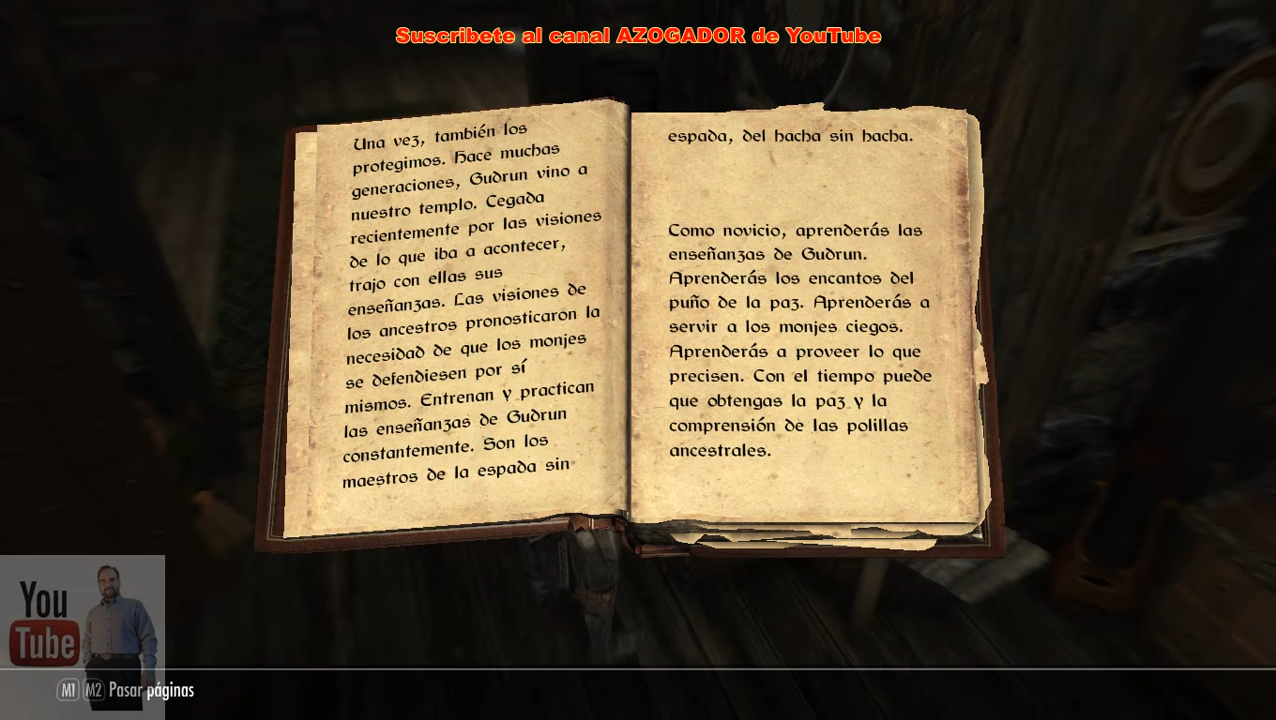 Suscribete al canal AZOGADOR de YouTube
Una vez, también los
protegimos. Hace muchas
generaciones, Gudrun vino a
nuestro templo. Cegada
recientemente por las visiones
de lo que iba a acontecer,
trajo con ellas sus
enseñanzas. Las visiones de
los ancestros pronosticaron la
necesidad de que los monjes
se defendiesen por sí
mismos. Entrenan y practican
las enseñanzas de Gudrun
constantemente. Son los
maestros de la espada sin
espada, del hacha sin hacha.
Como novicio, aprenderás las
enseñanzas de Gudrun.
Aprenderás los encantos del
puño de la paz. Aprenderás a
servir a los monjes ciegos.
Aprenderás a proveer lo que
precisen. Con el tiempo puede
que obtengas la paz y la
comprensión de las polillas
ancestrales.
You
Tube
M1 M2 Pasar páginas